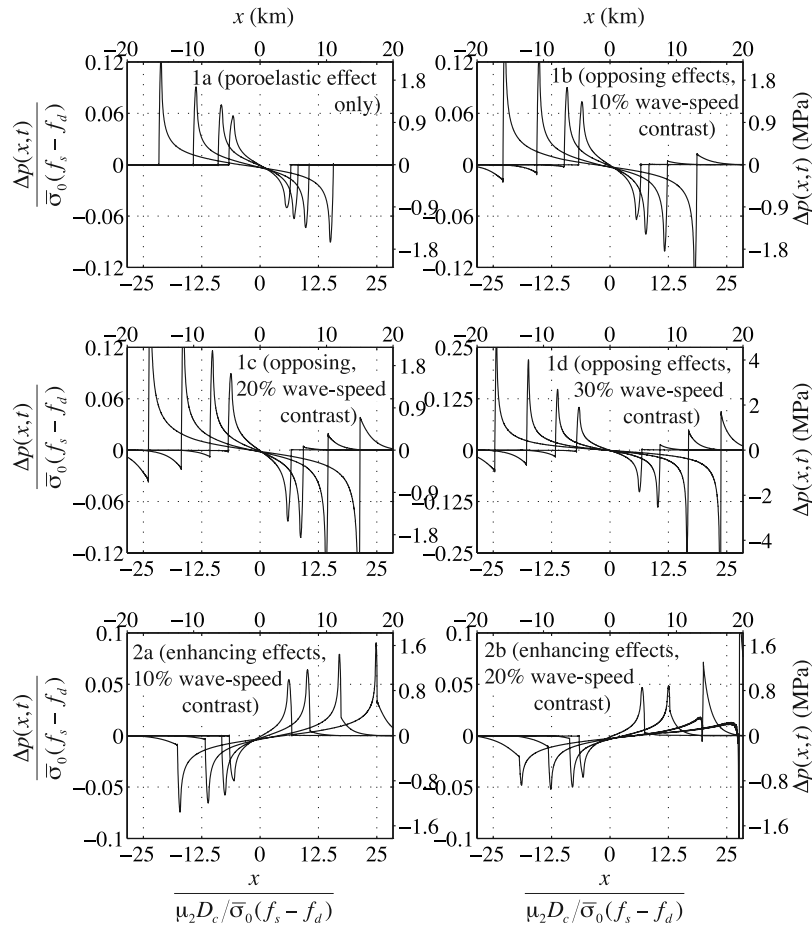 x (km) x (km)
−20 −10 0 10 20 −20 −10 0 10 20
0.12 0.06 0 −0.06 −0.12
Δp(x,t)
σ̅₀(f_s − f_d)
1a (poroelastic effect
only)
1.8 0.9 0 −0.9 −1.8
−25 −12.5 0 12.5 25
0.12 0.06 0 −0.06 −0.12
1b (opposing effects,
10% wave-speed
contrast)
1.8 0.9 0 −0.9 −1.8
Δp(x,t) (MPa)
−25 −12.5 0 12.5 25
−20 −10 0 10 20 −20 −10 0 10 20
0.12 0.06 0 −0.06 −0.12
Δp(x,t)
σ̅₀(f_s − f_d)
1c (opposing,
20% wave-speed
contrast)
1.8 0.9 0 −0.9 −1.8
−25 −12.5 0 12.5 25
0.25 0.125 0 −0.125 −0.25
1d (opposing effects,
30% wave-speed
contrast)
4 2 0 −2 −4
Δp(x,t) (MPa)
−25 −12.5 0 12.5 25
−20 −10 0 10 20 −20 −10 0 10 20
0.1 0.05 0 −0.05 −0.1
Δp(x,t)
σ̅₀(f_s − f_d)
2a (enhancing effects,
10% wave-speed
contrast)
1.6 0.8 0 −0.8 −1.6
−25 −12.5 0 12.5 25
0.1 0.05 0 −0.05 −0.1
2b (enhancing effects,
20% wave-speed
contrast)
1.6 0.8 0 −0.8 −1.6
Δp(x,t) (MPa)
−25 −12.5 0 12.5 25
x
μ₂D_c/σ̅₀(f_s − f_d)
x
μ₂D_c/σ̅₀(f_s − f_d)